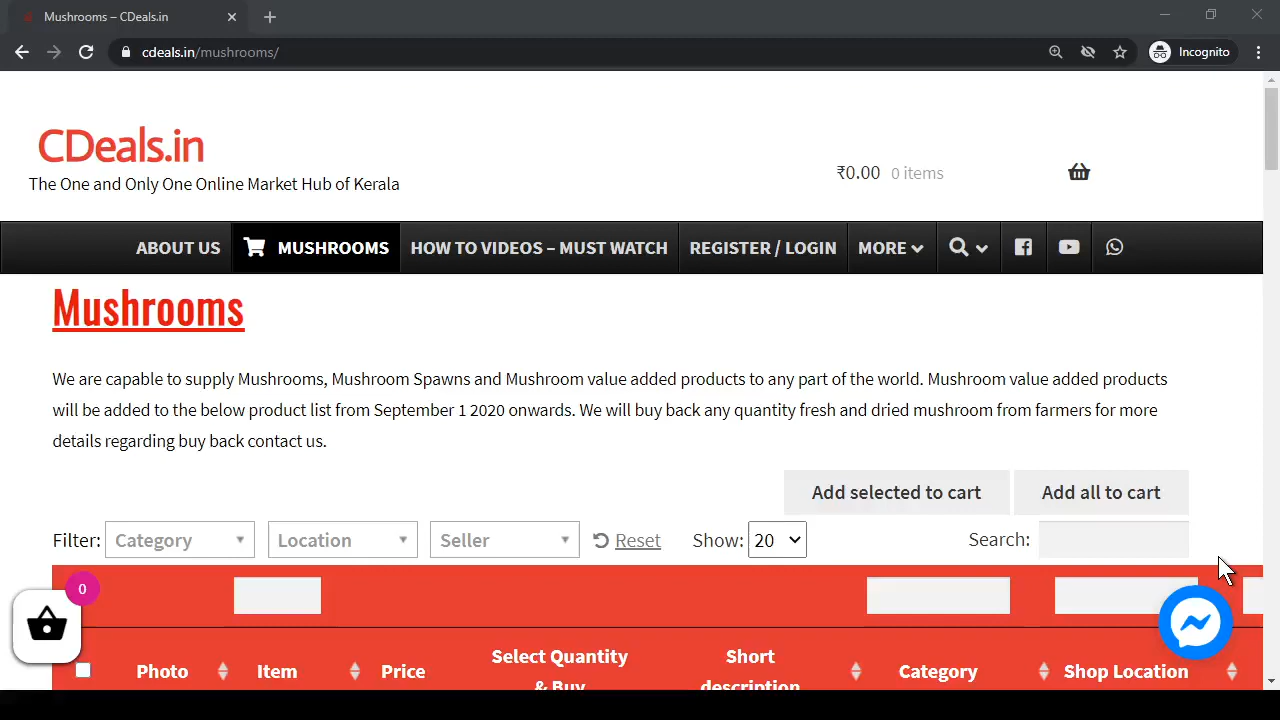 Mushrooms – CDeals.in
cdeals.in/mushrooms/
Incognito
CDeals.in
The One and Only One Online Market Hub of Kerala
₹0.00 0 items
ABOUT US MUSHROOMS HOW TO VIDEOS – MUST WATCH REGISTER / LOGIN MORE
Mushrooms
We are capable to supply Mushrooms, Mushroom Spawns and Mushroom value added products to any part of the world. Mushroom value added products
will be added to the below product list from September 1 2020 onwards. We will buy back any quantity fresh and dried mushroom from farmers for more
details regarding buy back contact us.
Add selected to cart Add all to cart
Filter: Category Location Seller Reset Show: 20 Search:
0
Photo Item Price Select Quantity & Buy Short description Category Shop Location